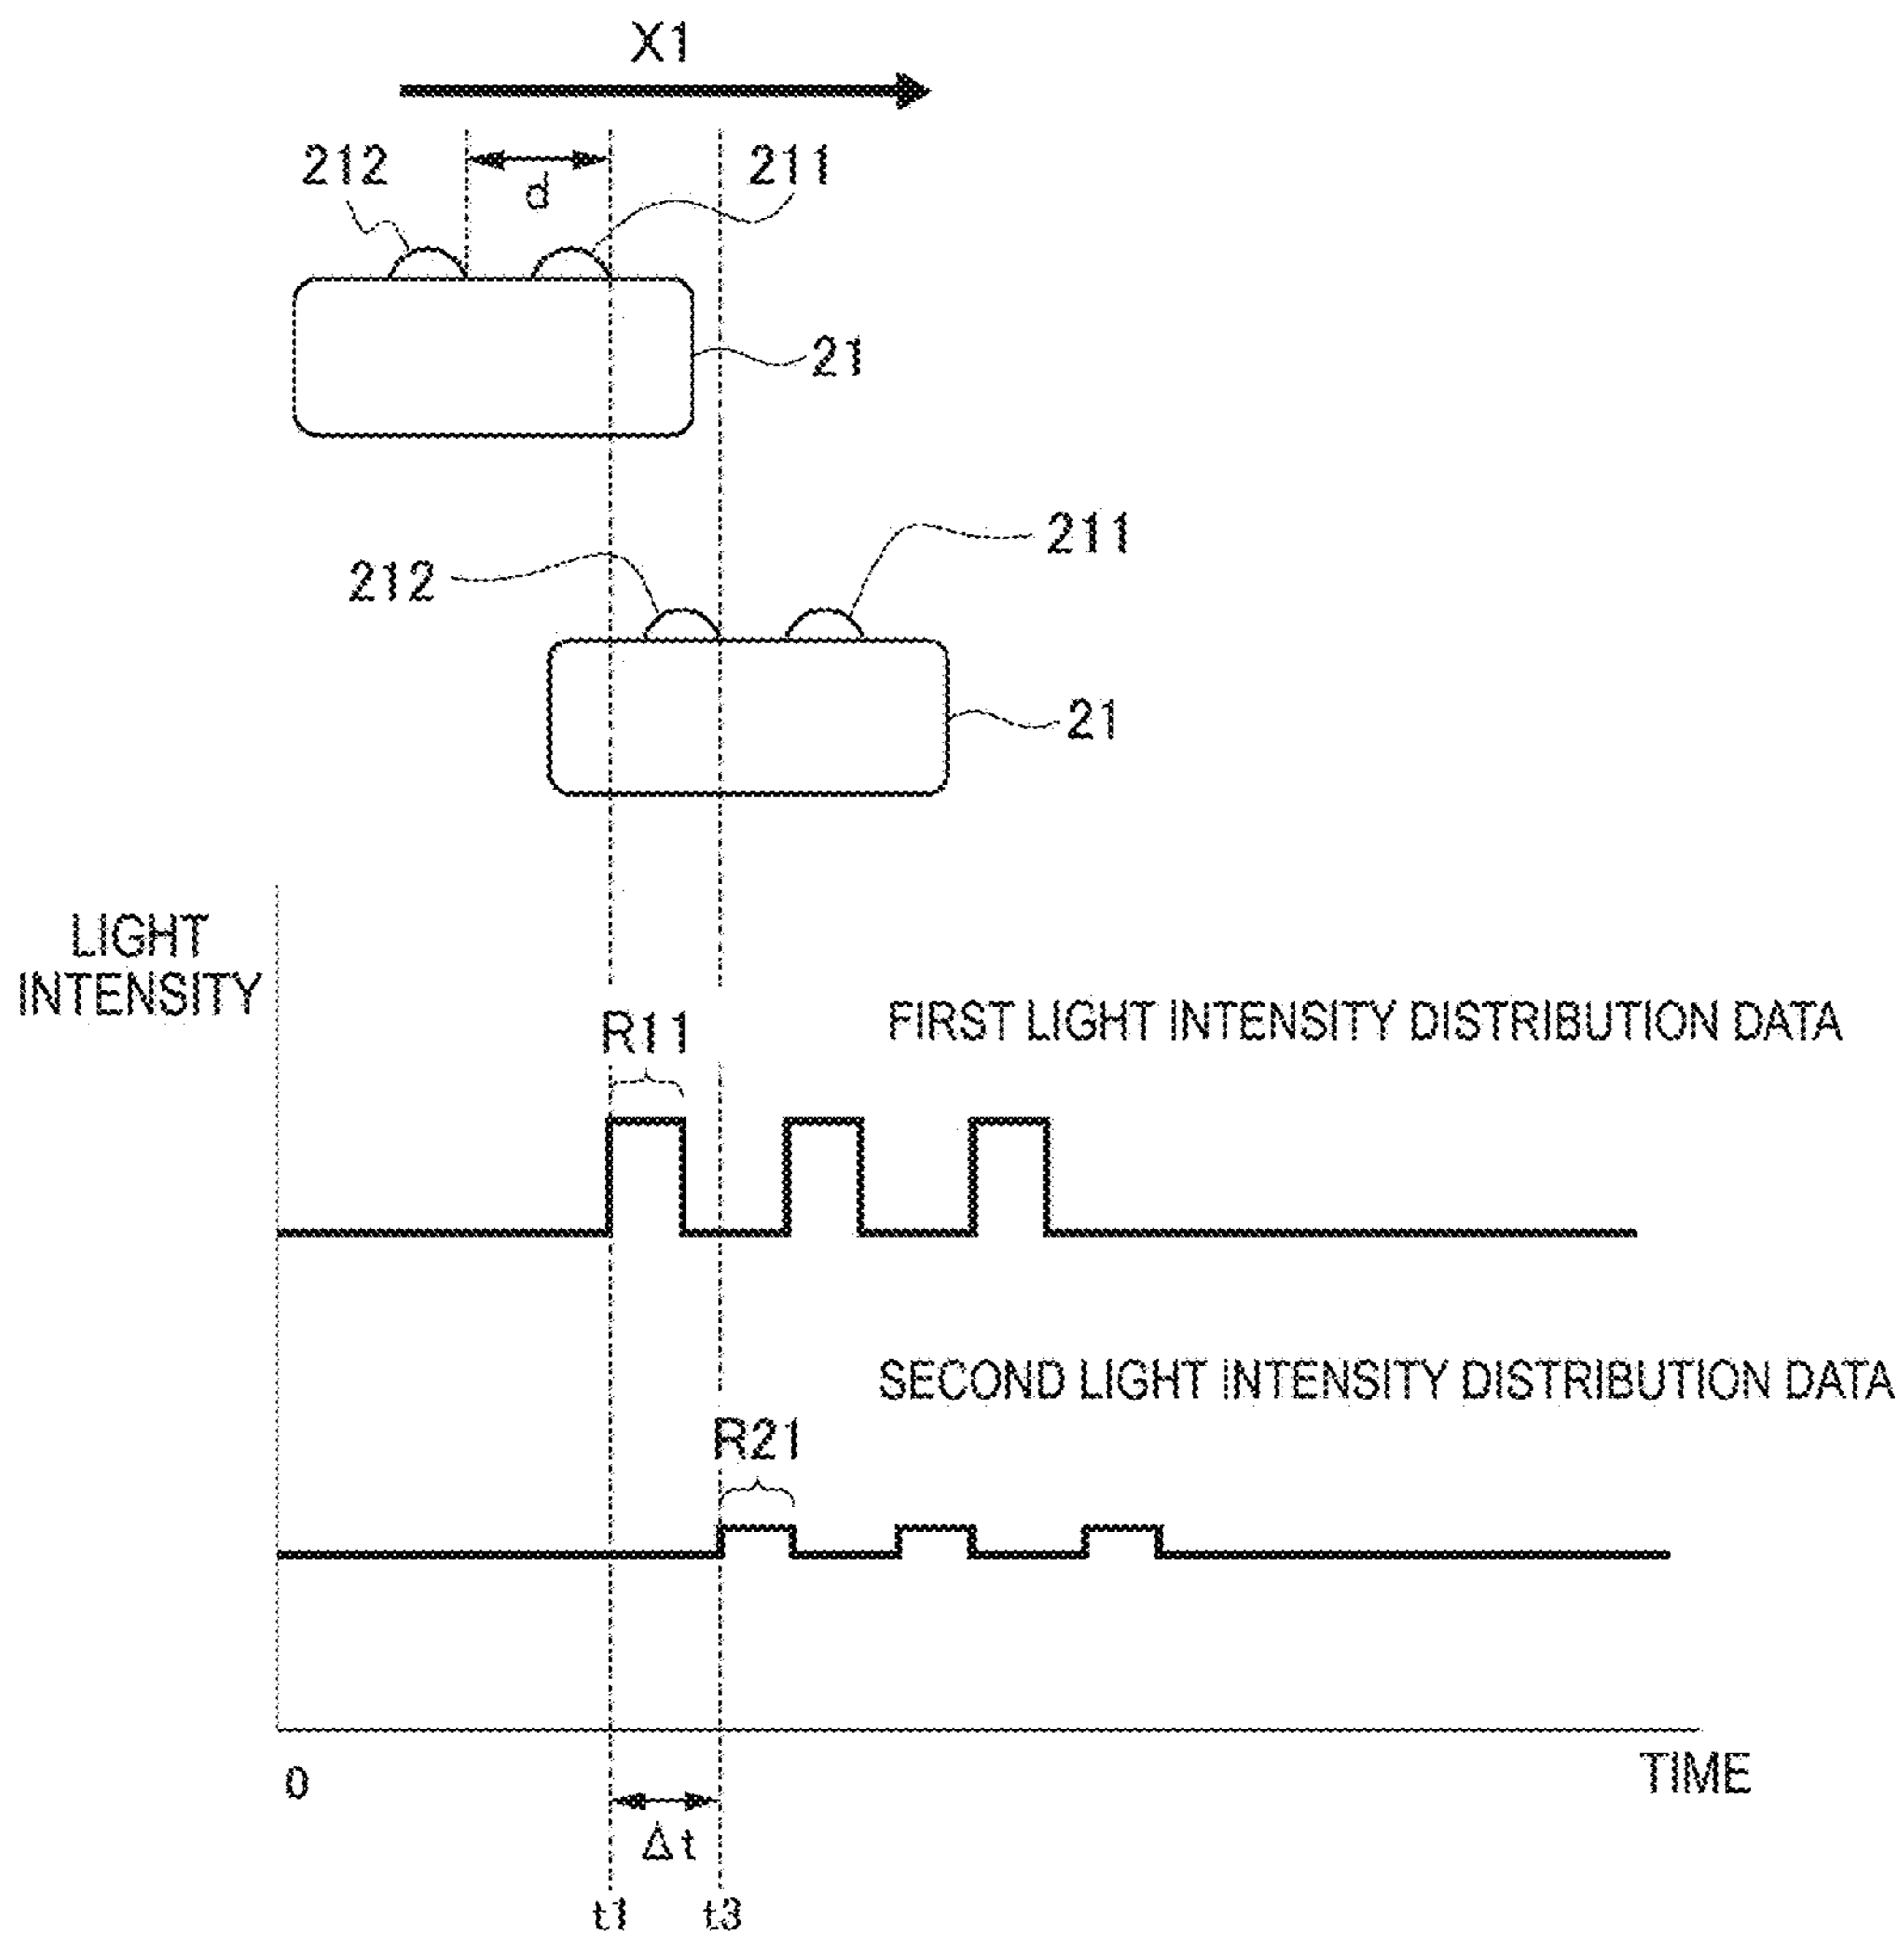 X1
212
d
211
21
211
212
21
LIGHT
INTENSITY
FIRST LIGHT INTENSITY DISTRIBUTION DATA
R11
SECOND LIGHT INTENSITY DISTRIBUTION DATA
R21
0
TIME
Δt
t1
t3